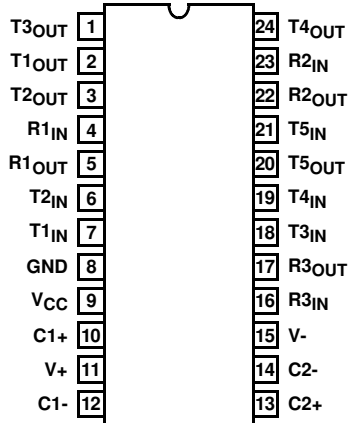 T3OUT 1 24 T4OUT
T1OUT 2 23 R2IN
T2OUT 3 22 R2OUT
R1IN 4 21 T5IN
R1OUT 5 20 T5OUT
T2IN 6 19 T4IN
T1IN 7 18 T3IN
GND 8 17 R3OUT
VCC 9 16 R3IN
C1+ 10 15 V-
V+ 11 14 C2-
C1- 12 13 C2+